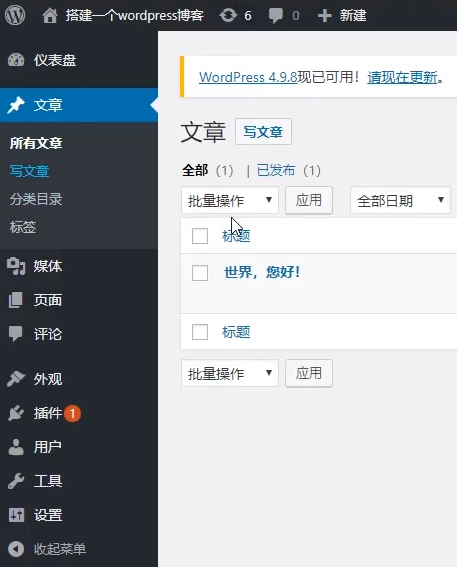 搭建一个wordpress博客 6 0 新建
仪表盘
文章
所有文章
写文章
分类目录
标签
媒体
页面
评论
外观
插件 1
用户
工具
设置
收起菜单
WordPress 4.9.8现已可用！请现在更新。
文章 写文章
全部（1） | 已发布（1）
批量操作 应用 全部日期
标题
世界，您好！
标题
批量操作 应用